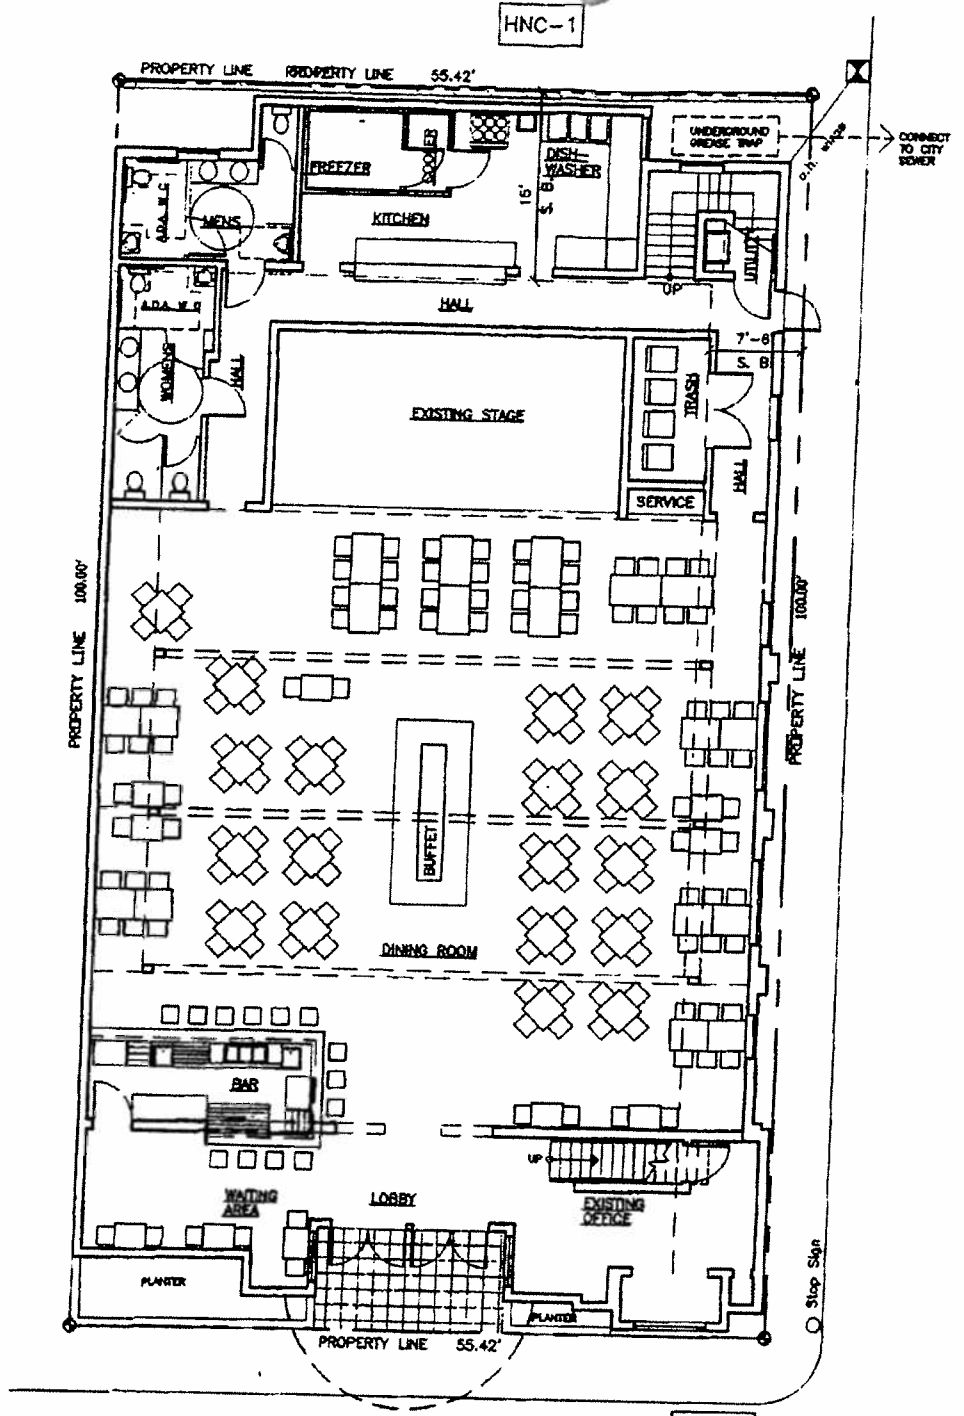 HNC-1
PROPERTY LINE PROPERTY LINE 55.42'
UNDERGROUND
GREASE TRAP
CONNECT
TO CITY
SEWER
FREEZER
COOLER
DISH-
WASHER
15'
S. B.
A.D.A. W.C.
MENS
KITCHEN
UTILITY
UP
A.D.A. W.C.
HALL
7'-8
S. B.
WOMENS
HALL
EXISTING STAGE
TRASH
HALL
SERVICE
PROPERTY LINE 100.00'
PROPERTY LINE 100.00'
BUFFET
DINING ROOM
BAR
UP
WAITING
AREA
LOBBY
EXISTING
OFFICE
PLANTER
PLANTER
Stop Sign
PROPERTY LINE 55.42'